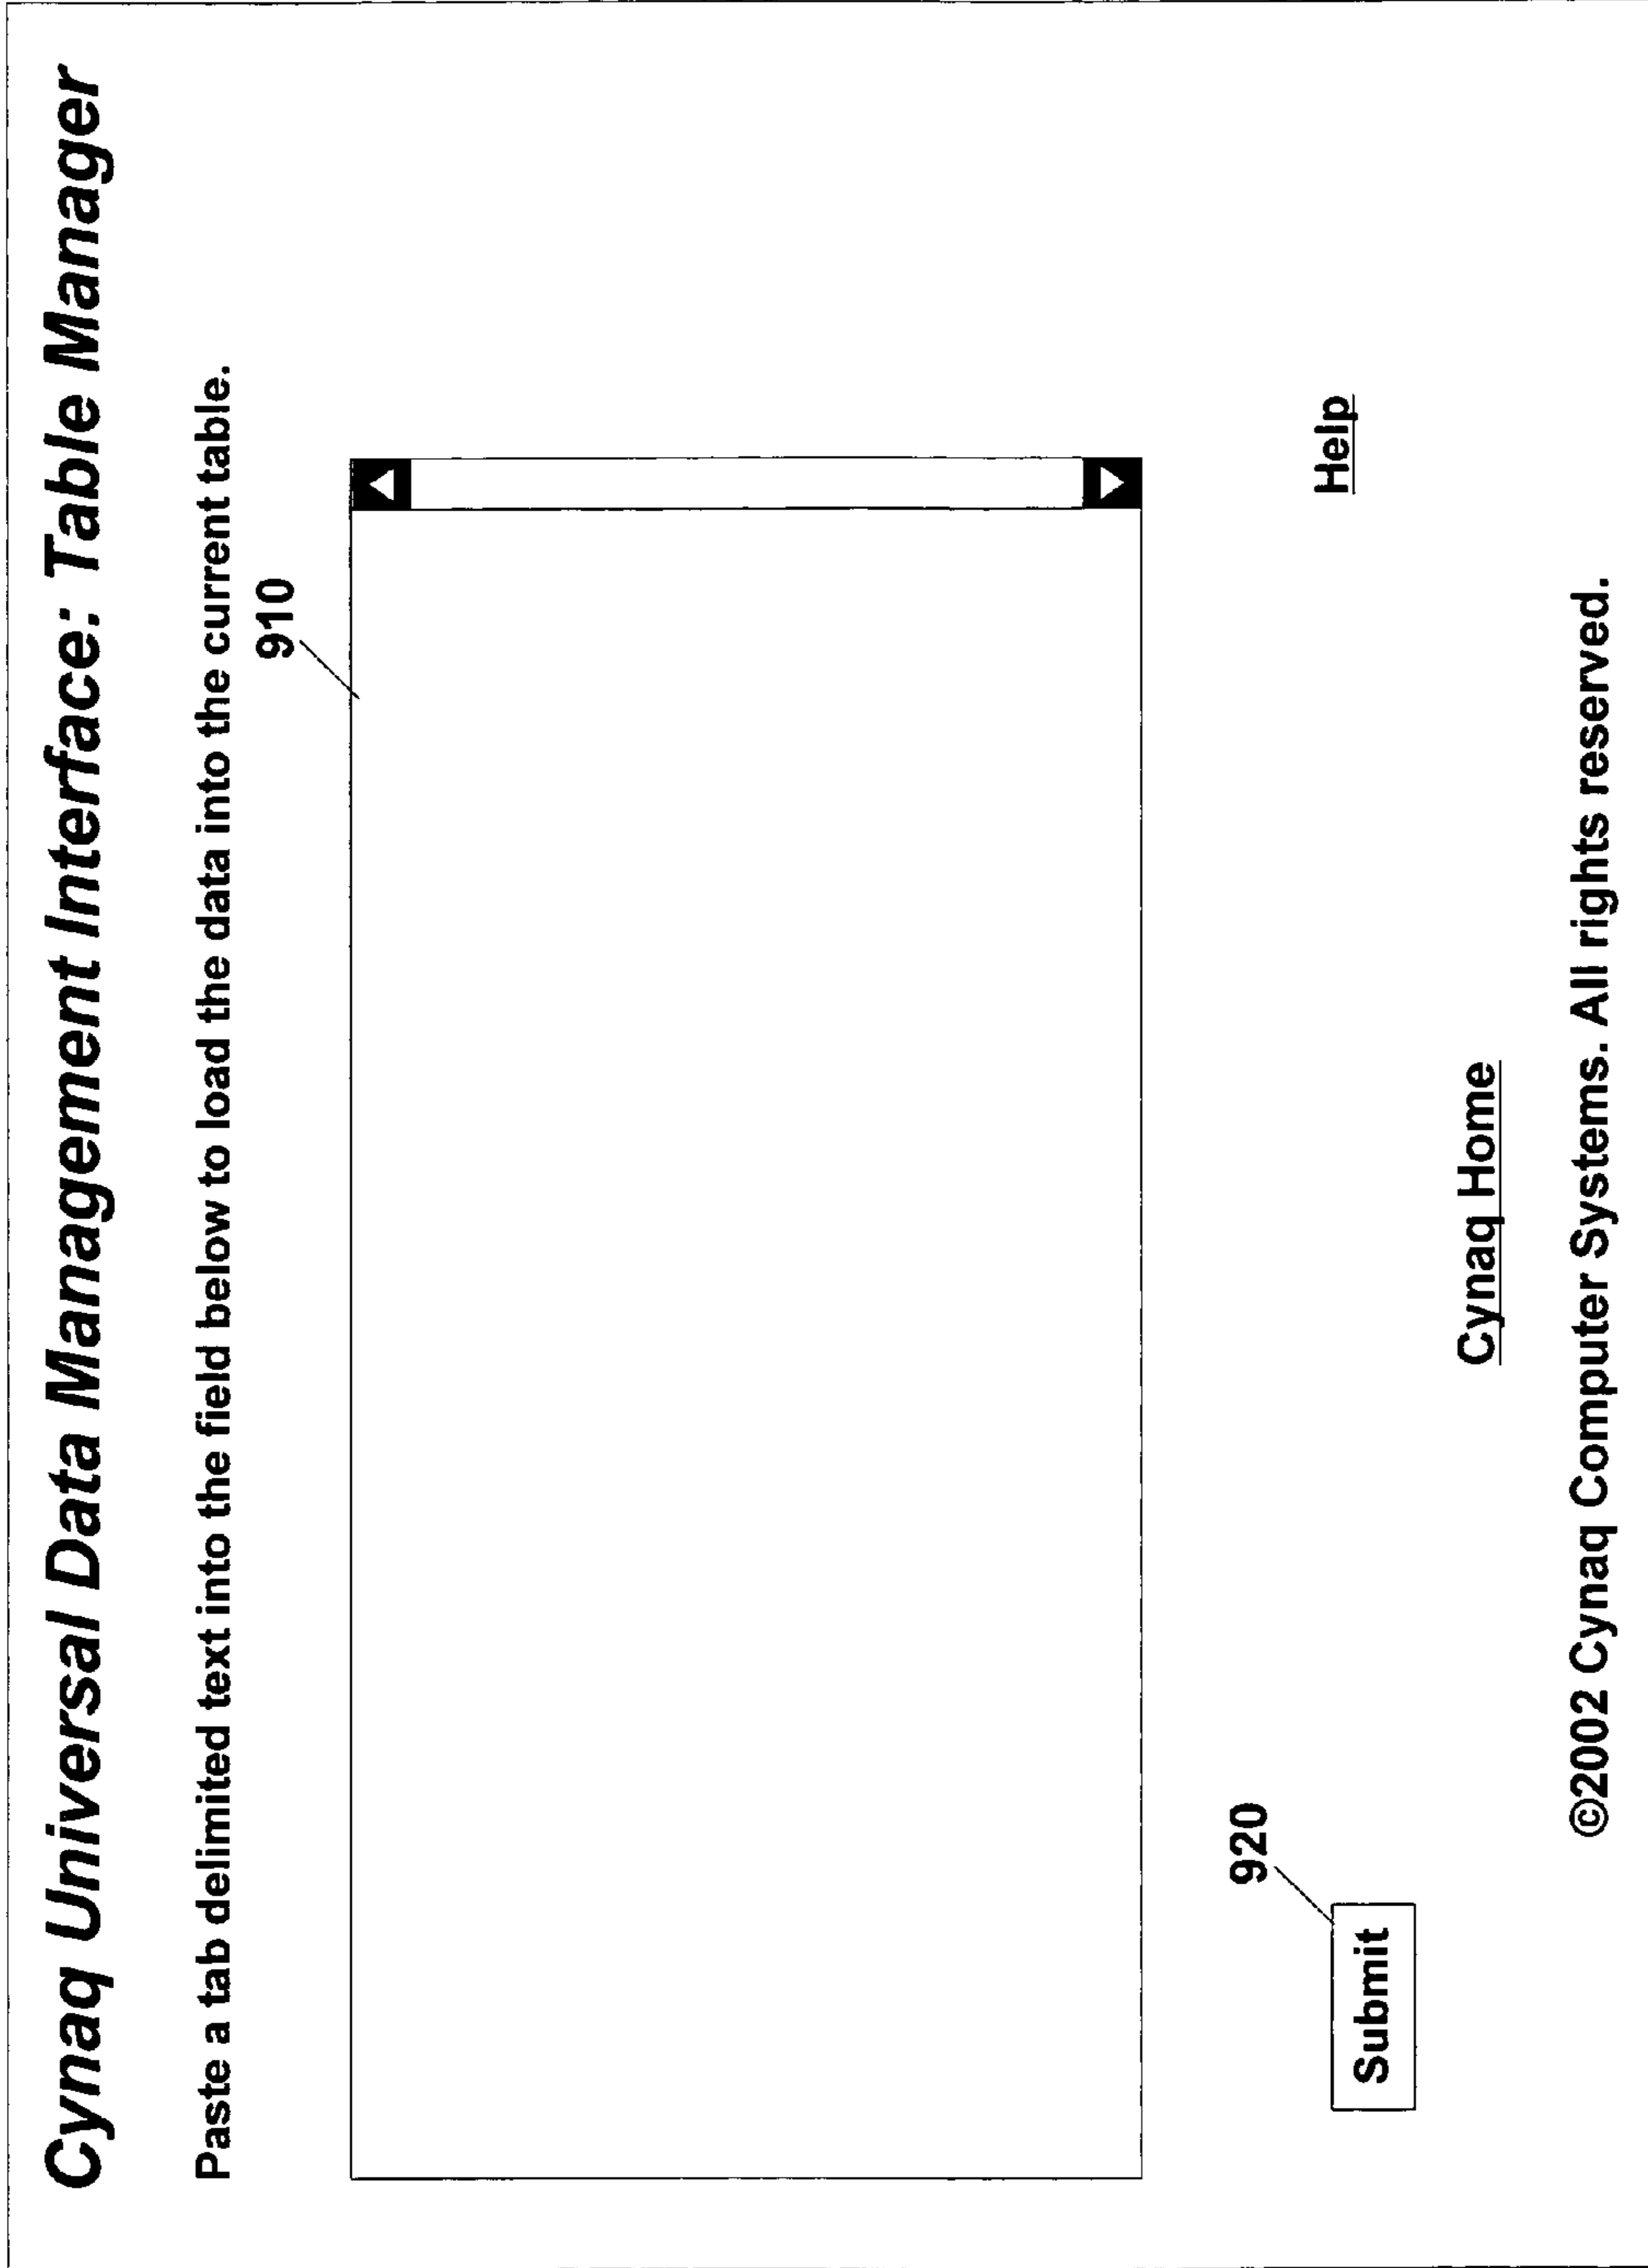 Cynaq Universal Data Management Interface: Table Manager
Paste a tab delimited text into the field below to load the data into the current table.
910
920
Submit
Help
Cynaq Home
©2002 Cynaq Computer Systems. All rights reserved.